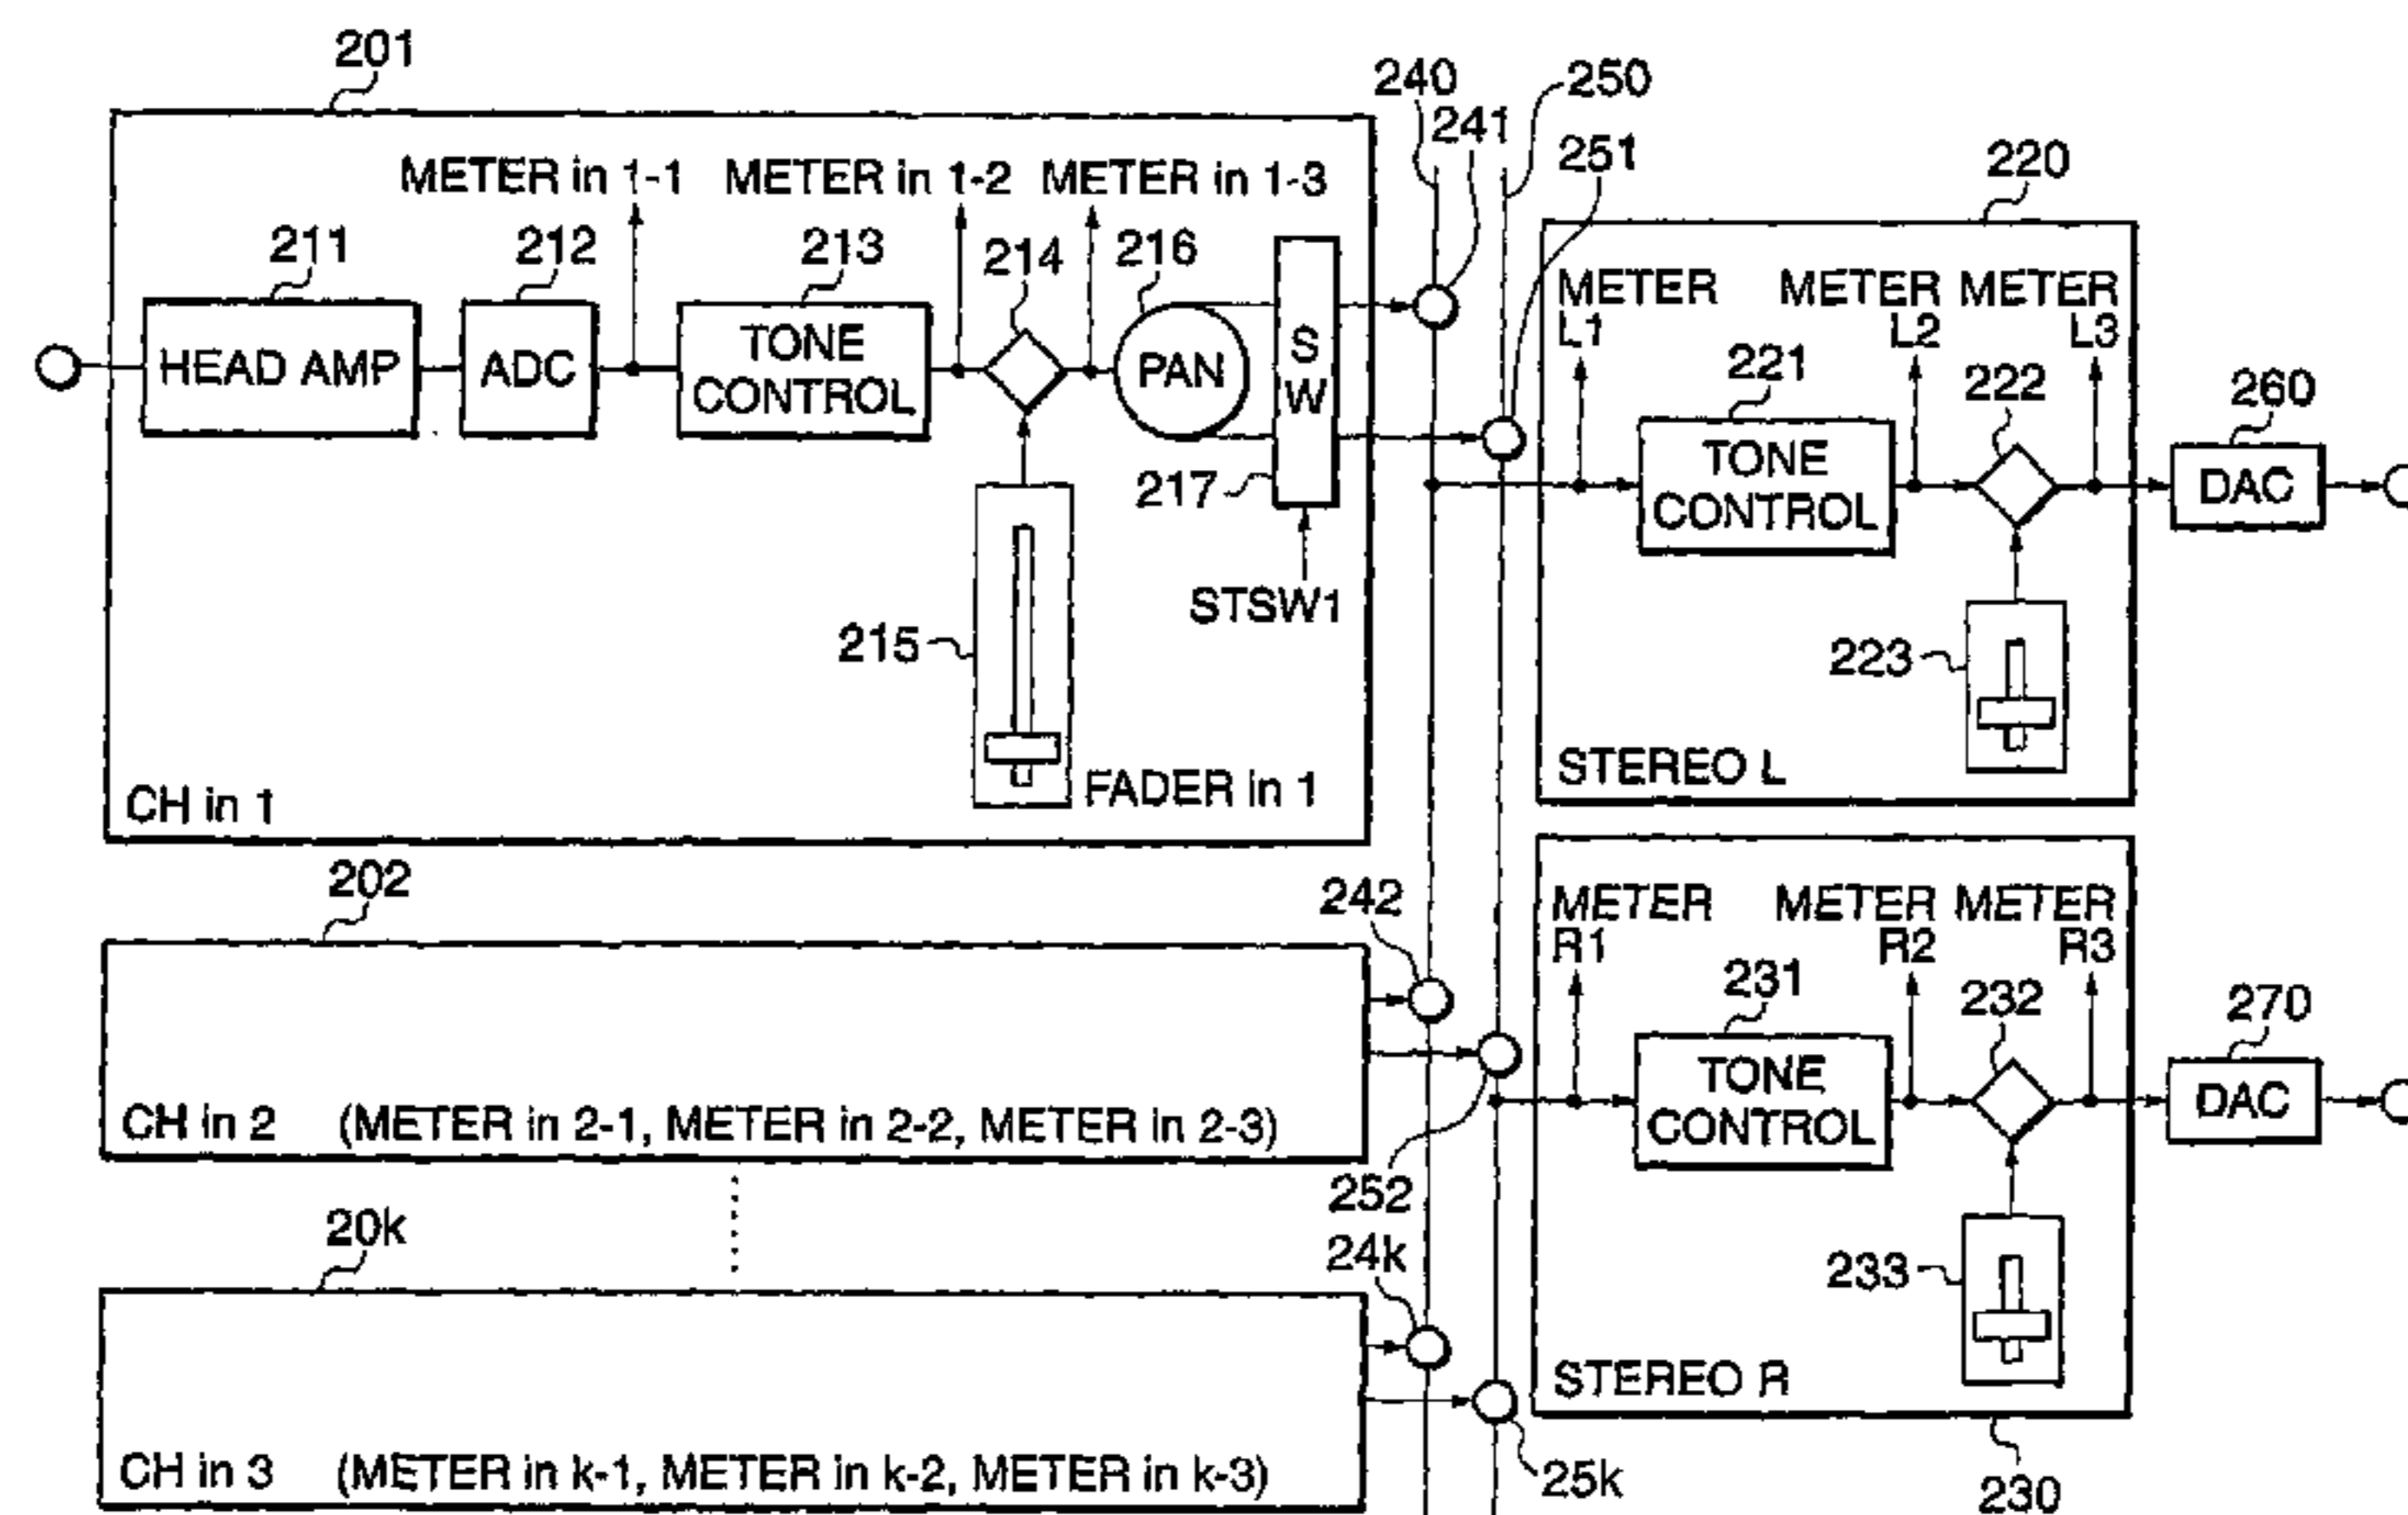 201
METER in 1-1 METER in 1-2 METER in 1-3
211 212 213 214 216
HEAD AMP
ADC
TONE
CONTROL
PAN
S
W
217
STSW1
215
FADER in 1
CH in 1
240 250
241
251
220
METER
L1
METER
L2
METER
L3
221
222
TONE
CONTROL
223
STEREO L
260
DAC
202
CH in 2 (METER in 2-1, METER in 2-2, METER in 2-3)
242
252
METER
R1
METER
R2
METER
R3
231
232
TONE
CONTROL
233
STEREO R
230
270
DAC
20k
CH in 3 (METER in k-1, METER in k-2, METER in k-3)
24k
25k